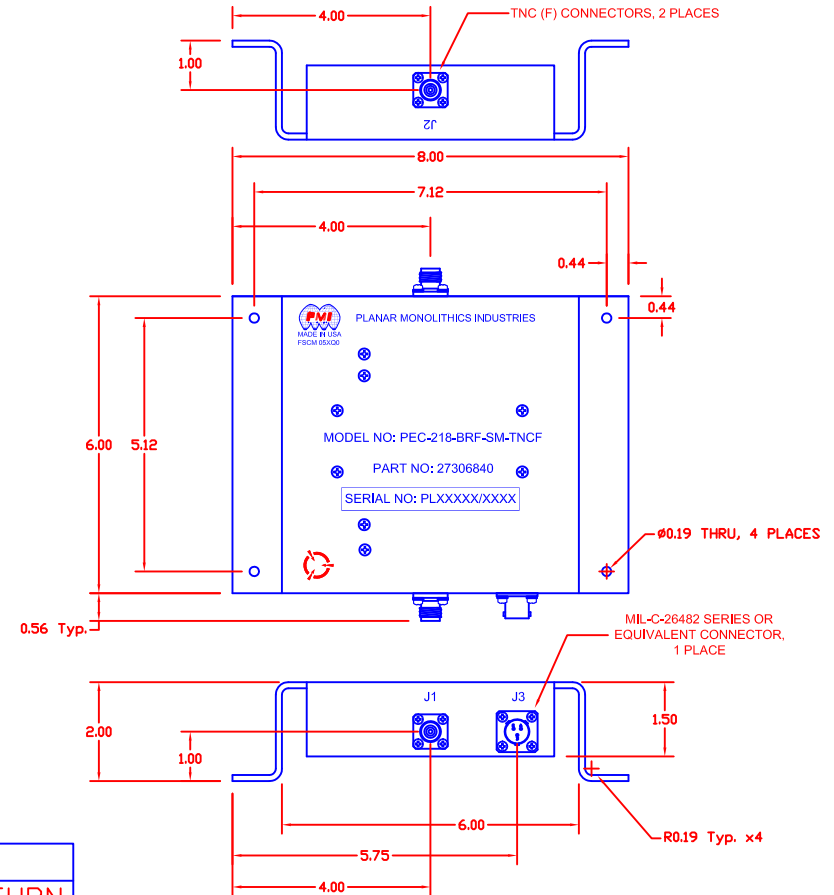 4.00
TNC (F) CONNECTORS, 2 PLACES
1.00
J2
8.00
7.12
4.00
0.44
0.44
PMI
MADE IN USA
FSCM 05XQ0
PLANAR MONOLITHICS INDUSTRIES
6.00
5.12
MODEL NO: PEC-218-BRF-SM-TNCF
PART NO: 27306840
SERIAL NO: PLXXXXX/XXXX
Ø0.19 THRU, 4 PLACES
0.56 Typ.
MIL-C-26482 SERIES OR
EQUIVALENT CONNECTOR,
1 PLACE
J1
J3
2.00
1.00
1.50
6.00
R0.19 Typ. x4
5.75
4.00